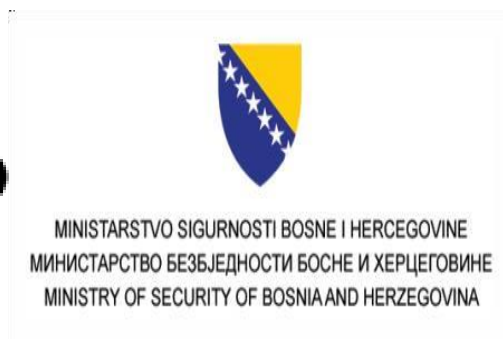 MINISTARSTVO SIGURNOSTI BOSNE I HERCEGOVINE
МИНИСТАРСТВО БЕЗБЈЕДНОСТИ БОСНЕ И ХЕРЦЕГОВИНЕ
MINISTRY OF SECURITY OF BOSNIA AND HERZEGOVINA